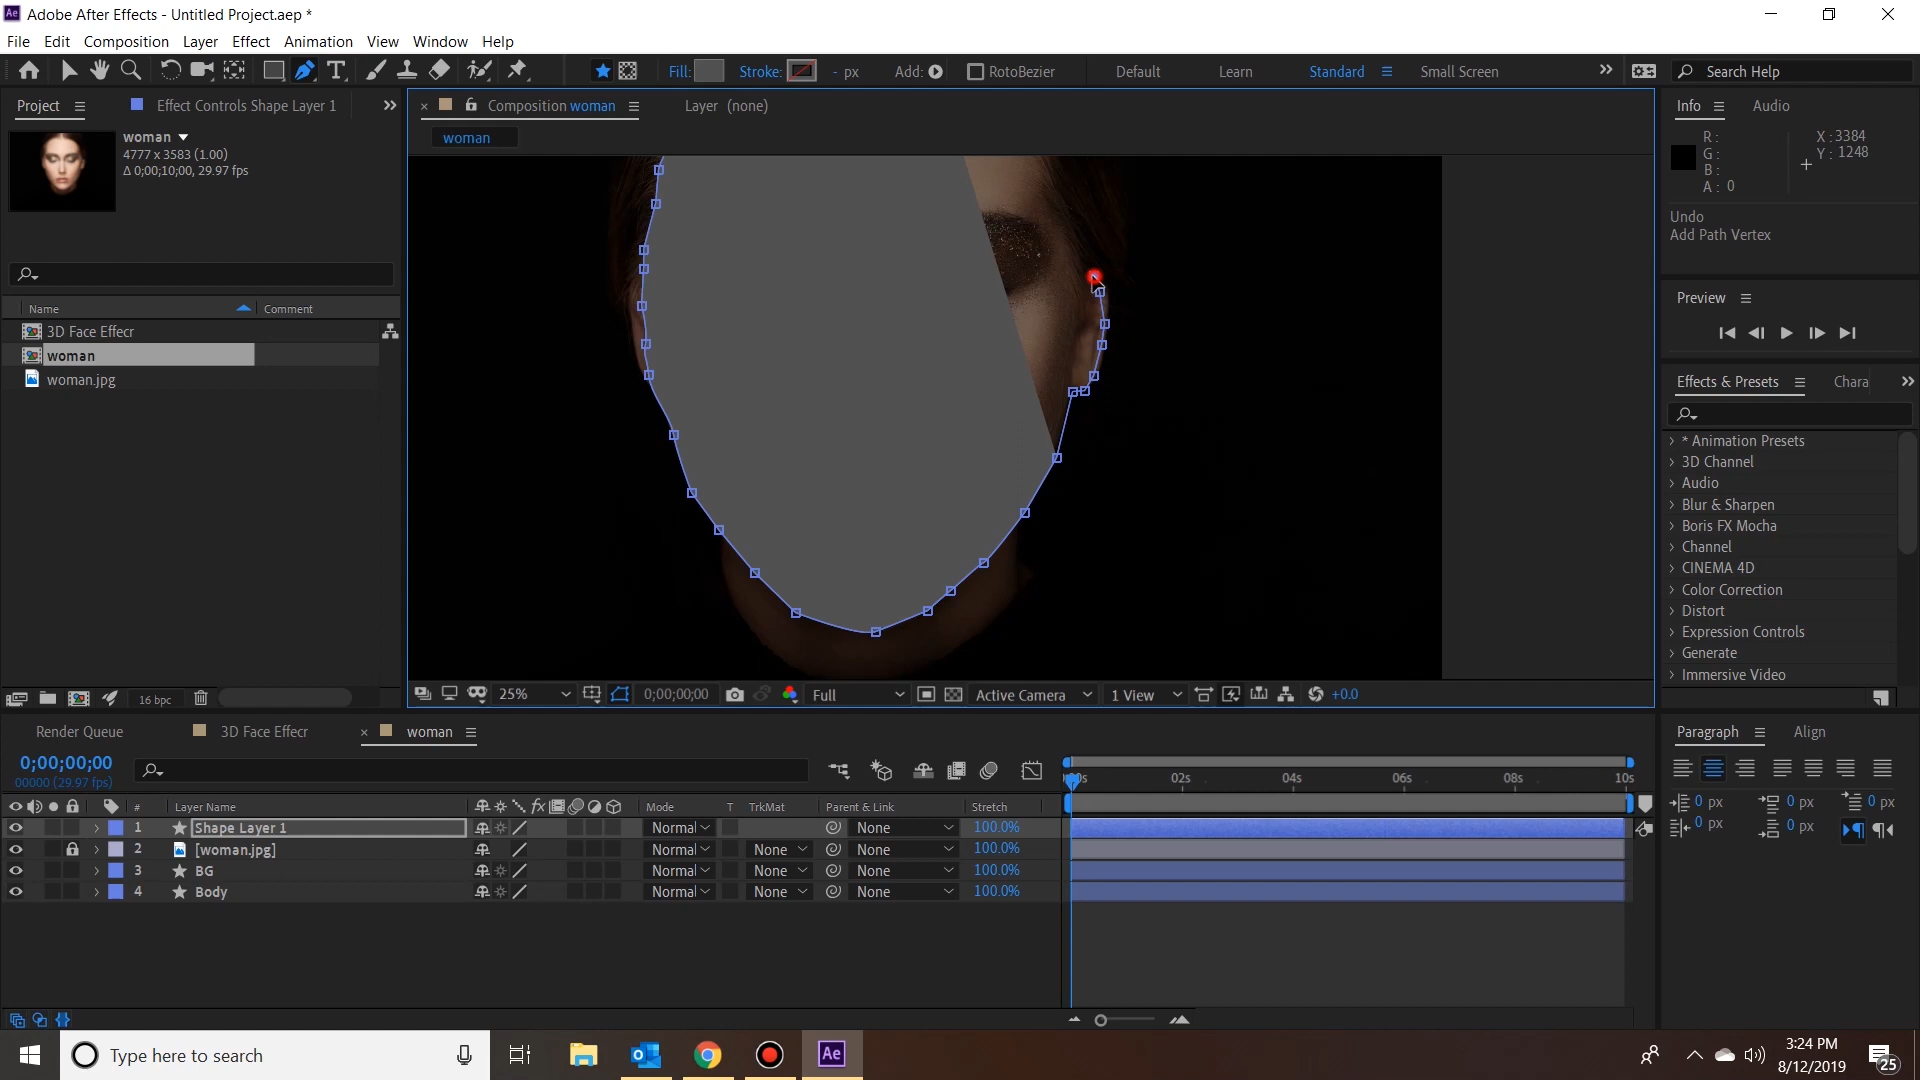 Adobe After Effects - Untitled Project.aep *
File Edit Composition Layer Effect Animation View Window Help
Fill: Stroke: - px Add: RotoBezier Default Learn Standard Small Screen Search Help
Project Effect Controls Shape Layer 1
Composition woman Layer (none)
woman
woman
4777 x 3583 (1.00)
Δ 0;00;10;00, 29.97 fps
Name Comment
3D Face Effecr
woman
woman.jpg
16 bpc
25% 0;00;00;00 Full Active Camera 1 View +0.0
Info Audio
R :
G :
B :
A : 0
X : 3384
Y : 1248
Undo
Add Path Vertex
Preview
Effects & Presets Chara
* Animation Presets
3D Channel
Audio
Blur & Sharpen
Boris FX Mocha
Channel
CINEMA 4D
Color Correction
Distort
Expression Controls
Generate
Immersive Video
Render Queue 3D Face Effecr woman
0;00;00;00
00000 (29.97 fps)
02s 04s 06s 08s 10s
# Layer Name Mode T TrkMat Parent & Link Stretch
1 Shape Layer 1 Normal None 100.0%
2 [woman.jpg] Normal None None 100.0%
3 BG Normal None None 100.0%
4 Body Normal None None 100.0%
Paragraph Align
0 px 0 px 0 px
0 px 0 px
Type here to search
Ae
3:24 PM
8/12/2019
25